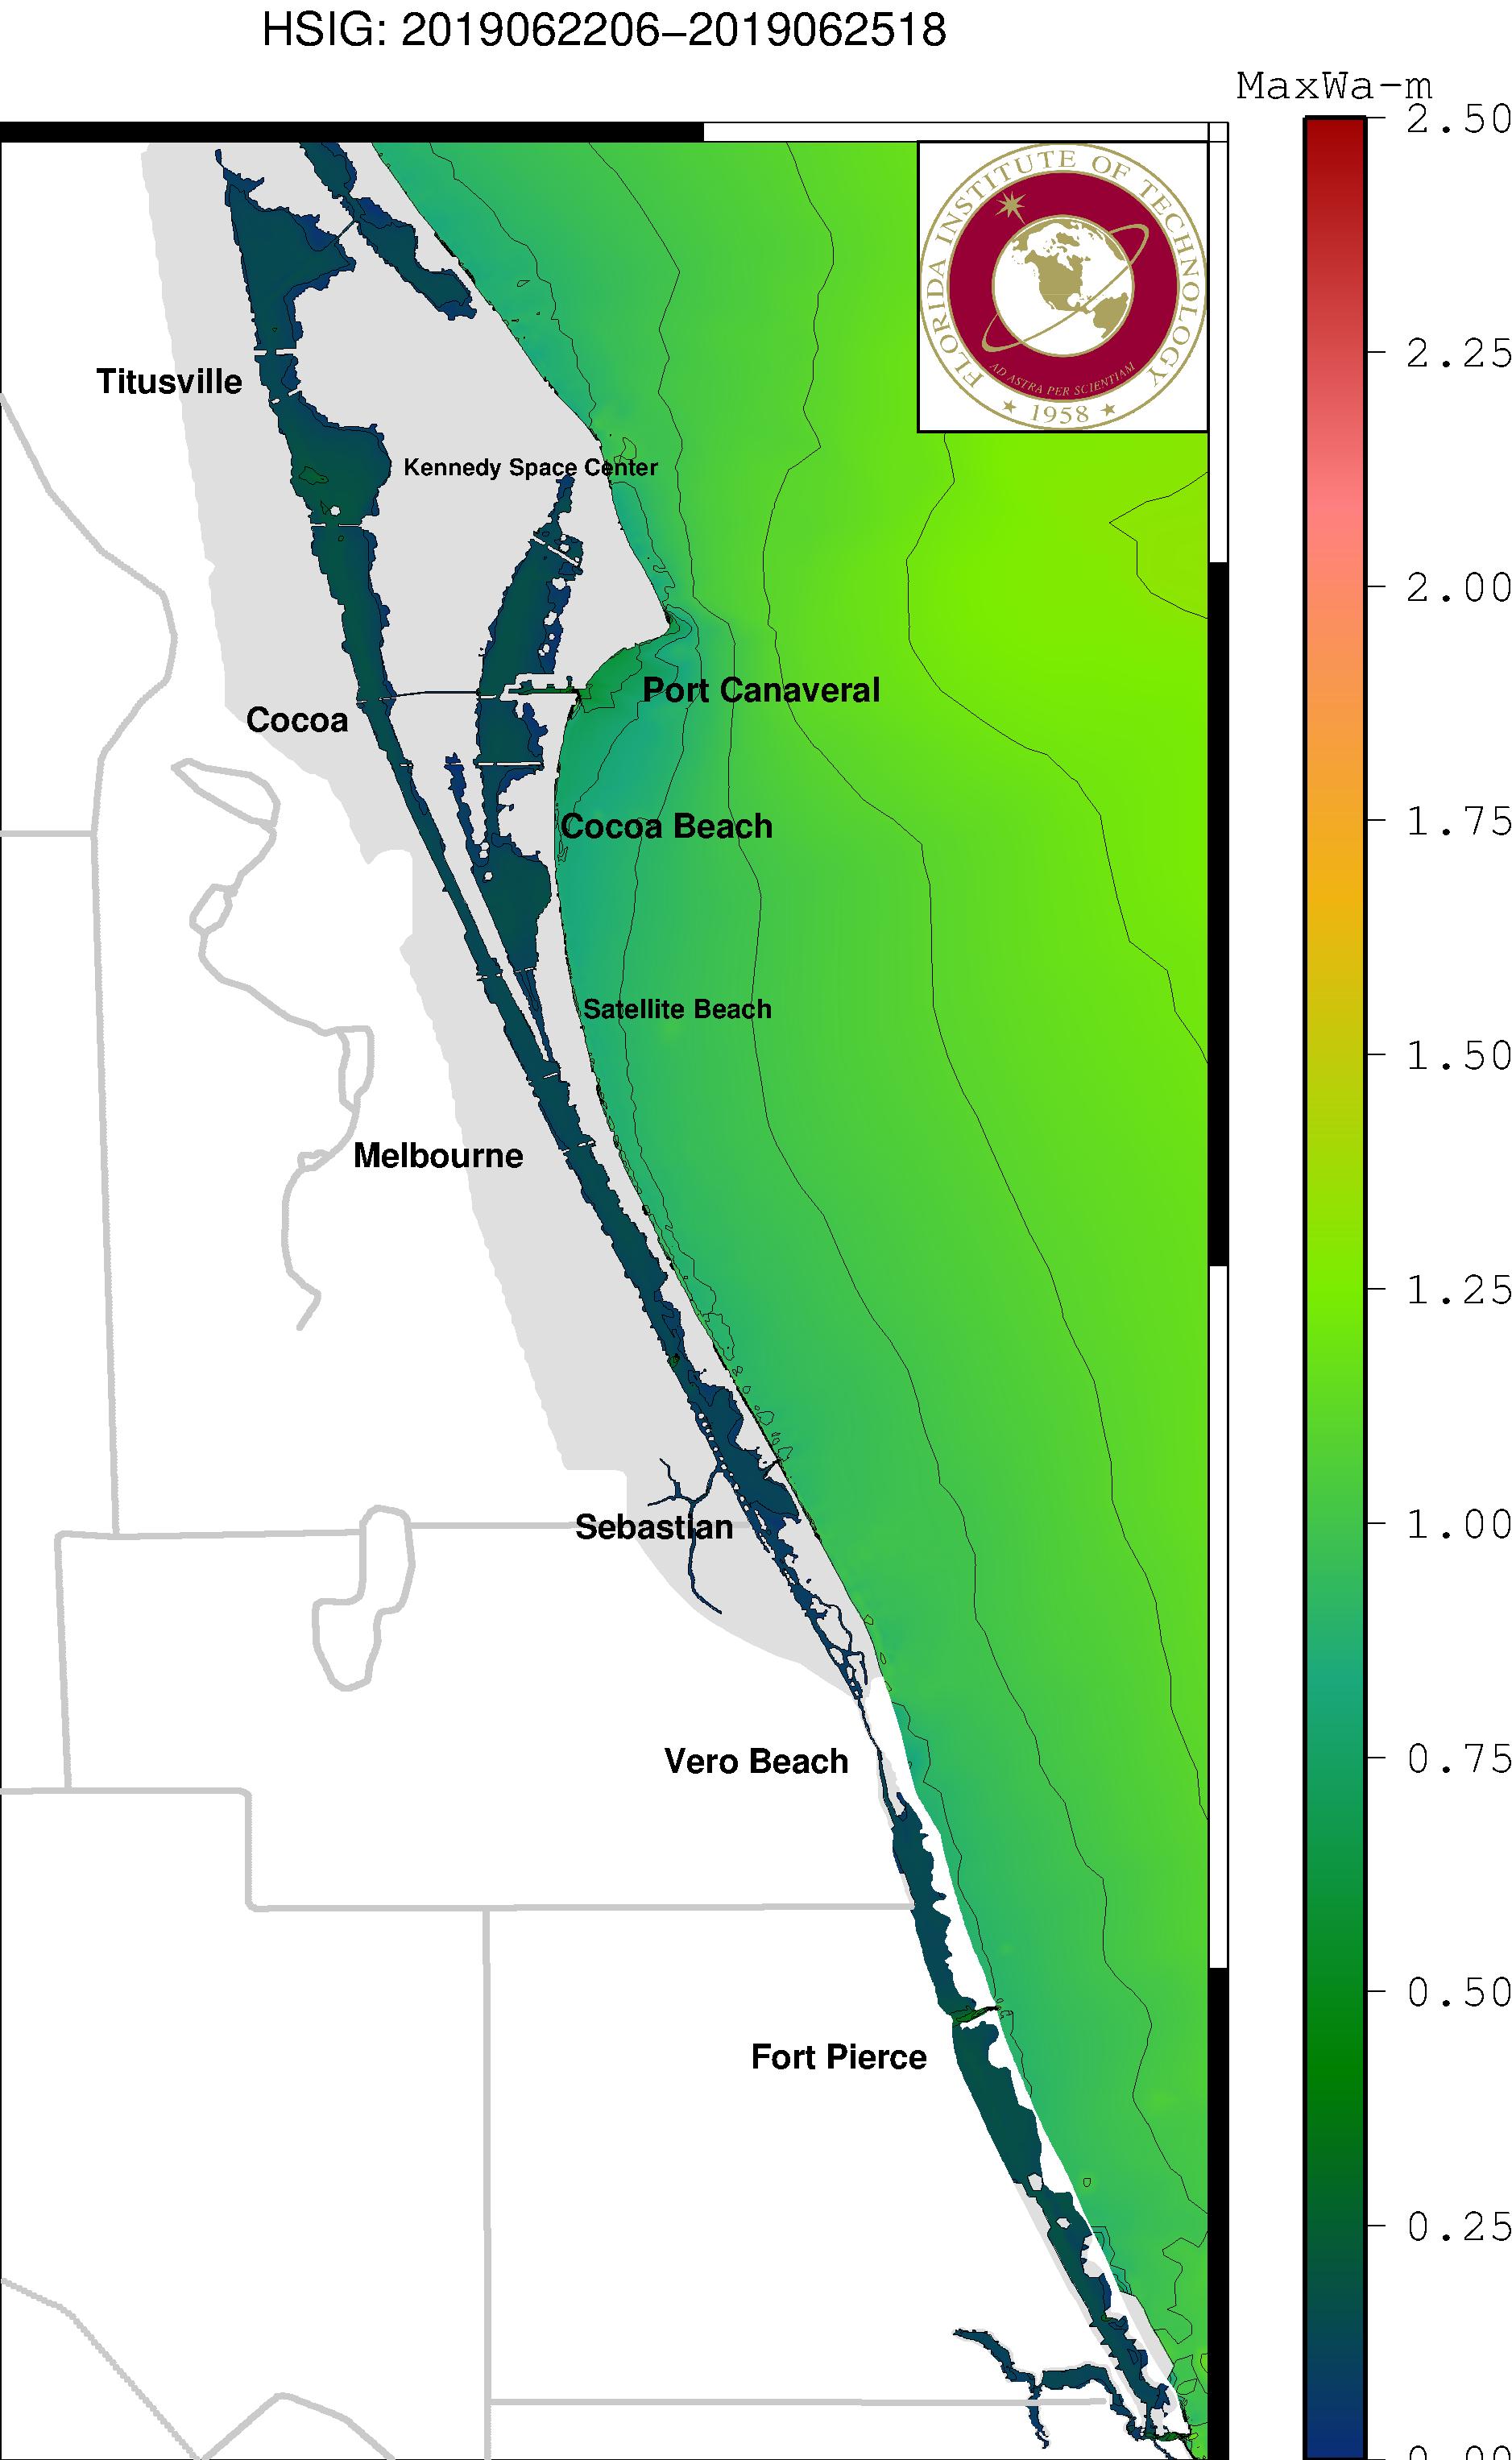 HSIG: 2019062206–2019062518
MaxWa-m
2.50
2.25
2.00
1.75
1.50
1.25
1.00
0.75
0.50
0.25
0.00
FLORIDA INSTITUTE OF TECHNOLOGY
AD ASTRA PER SCIENTIAM
★ 1958 ★
Titusville
Kennedy Space Center
Port Canaveral
Cocoa
Cocoa Beach
Satellite Beach
Melbourne
Sebastian
Vero Beach
Fort Pierce